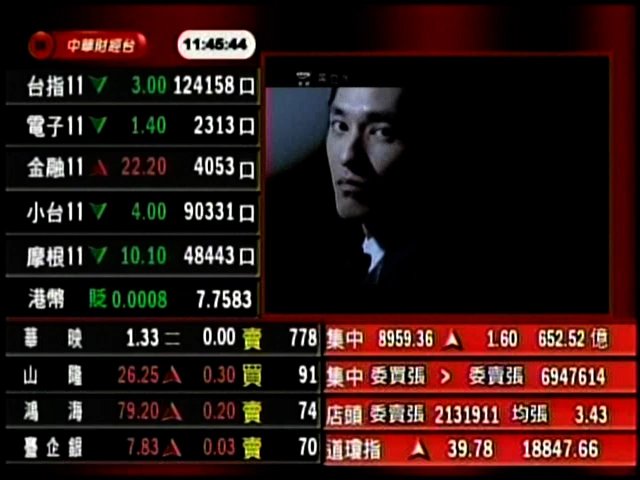 中華財經台 11:45:44
台指11 ▼ 3.00 124158口
電子11 ▼ 1.40 2313口
金融11 ▲ 22.20 4053口
小台11 ▼ 4.00 90331口
摩根11 ▼ 10.10 48443口
港幣 貶 0.0008 7.7583
華映 1.33 = 0.00 賣 778
山隆 26.25 ▲ 0.30 買 91
鴻海 79.20 ▲ 0.20 賣 74
臺企銀 7.83 ▲ 0.03 賣 70
集中 8959.36 ▲ 1.60 652.52 億
集中 委買張 > 委賣張 6947614
店頭 委賣張 2131911 均張 3.43
道瓊指 ▲ 39.78 18847.66